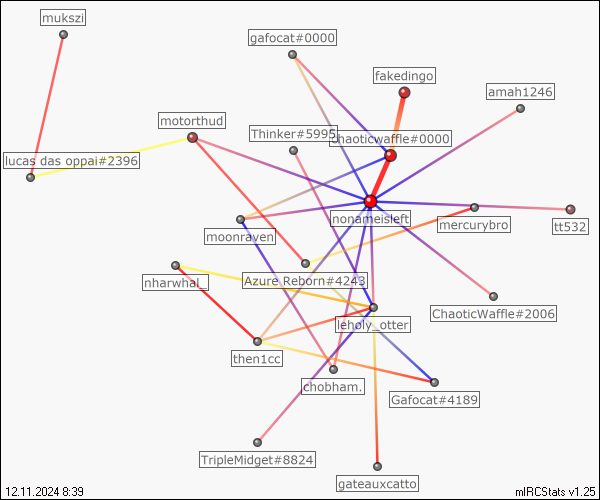 mukszi
gafocat#0000
fakedingo
amah1246
motorthud
Thinker#5995
chaoticwaffle#0000
lucas das oppai#2396
nonameisleft
mercurybro
tt532
moonraven
Azure Reborn#4243
nharwhal_
ChaoticWaffle#2006
leholy_otter
then1cc
chobham.
Gafocat#4189
TripleMidget#8824
gateauxcatto
12.11.2024 8:39
mIRCStats v1.25